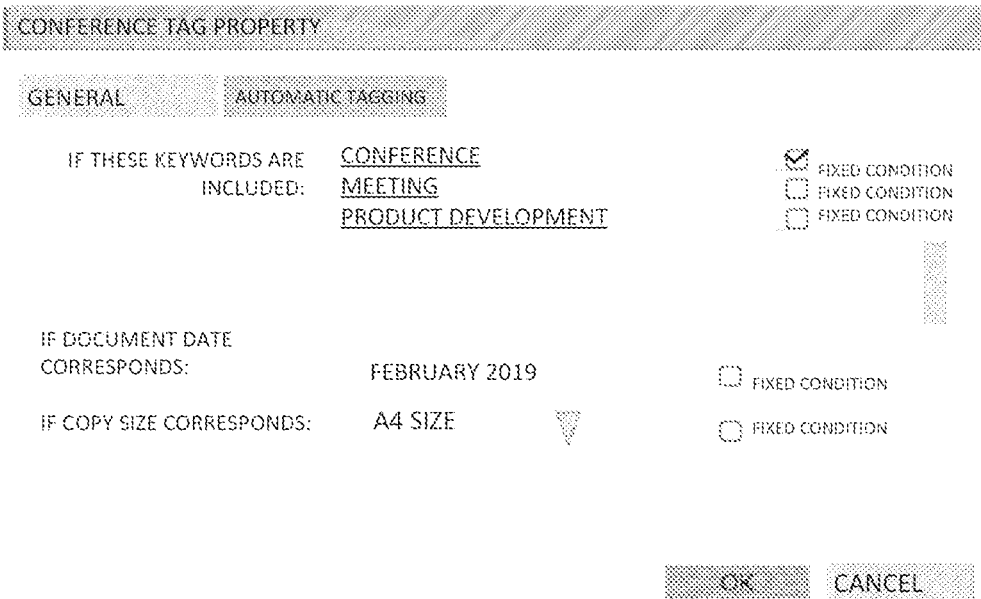 CONFERENCE TAG PROPERTY
GENERAL
AUTOMATIC TAGGING
IF THESE KEYWORDS ARE
INCLUDED:
CONFERENCE
FIXED CONDITION
MEETING
FIXED CONDITION
PRODUCT DEVELOPMENT
FIXED CONDITION
IF DOCUMENT DATE
CORRESPONDS:
FEBRUARY 2019
FIXED CONDITION
IF COPY SIZE CORRESPONDS:
A4 SIZE
FIXED CONDITION
OK
CANCEL